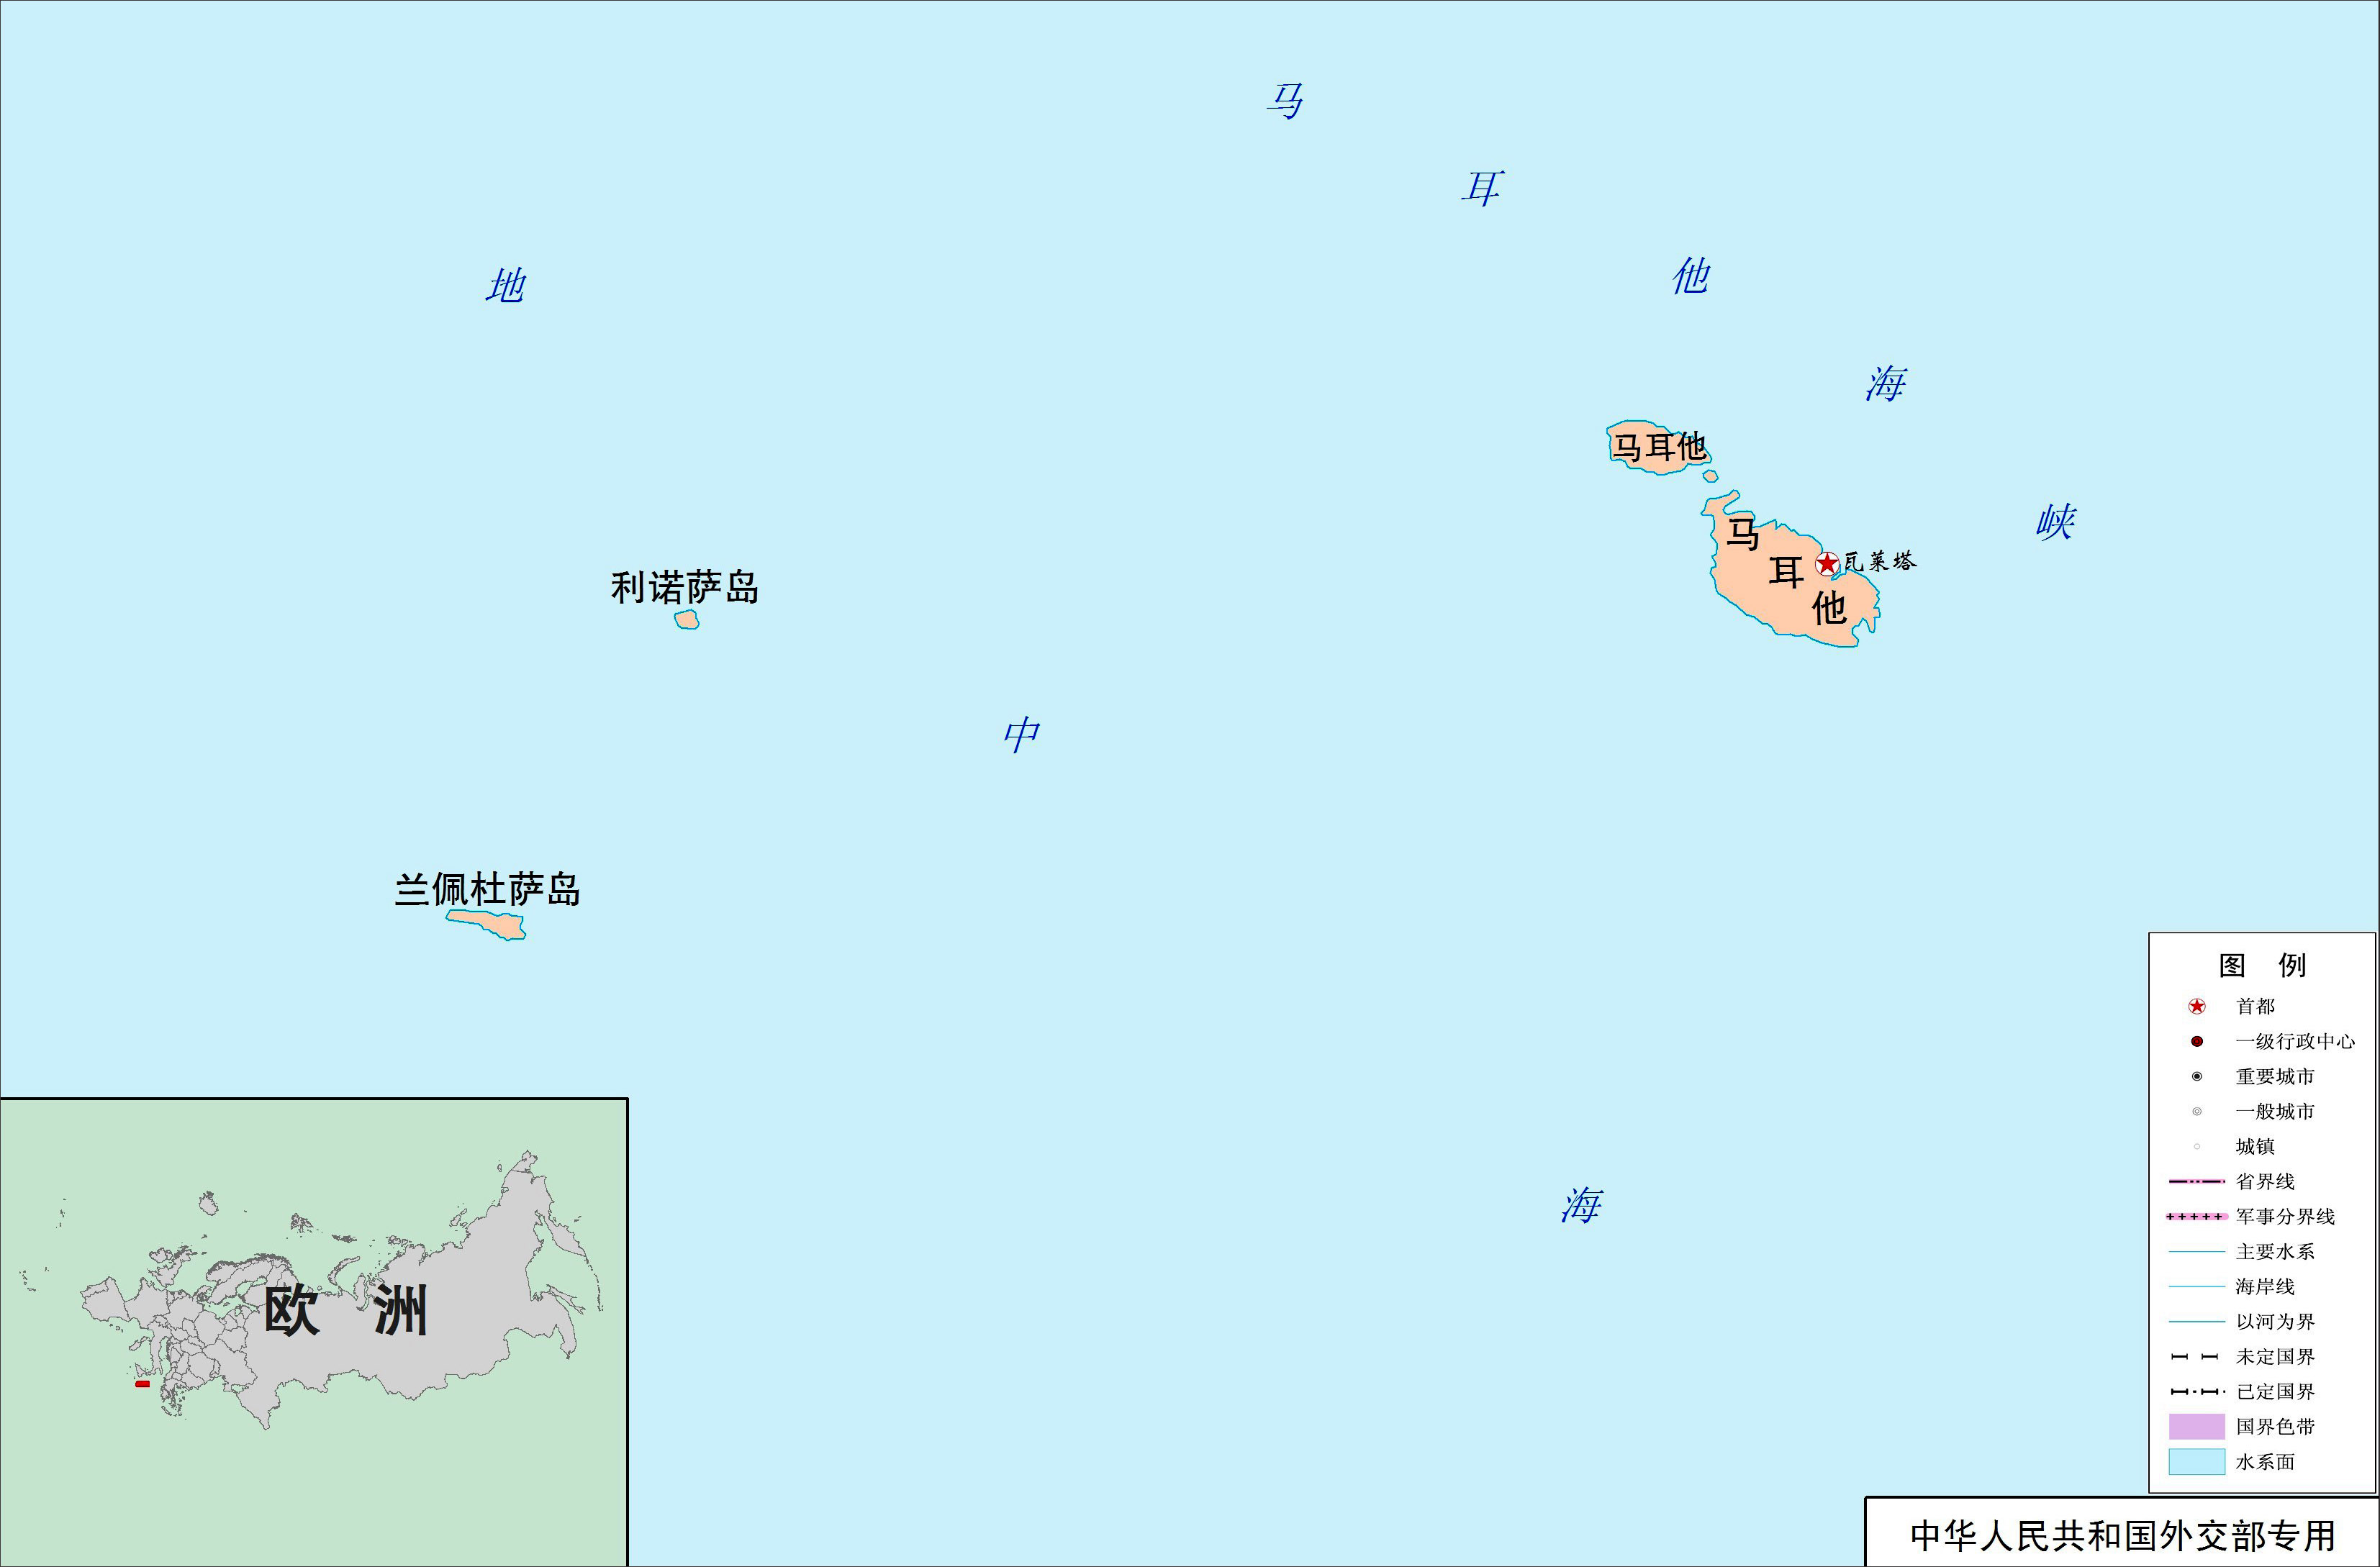 马耳他海峡
地中海
马耳他
马耳他
瓦莱塔
利诺萨岛
兰佩杜萨岛
欧洲
图例
首都
一级行政中心
重要城市
一般城市
城镇
省界线
军事分界线
主要水系
海岸线
以河为界
未定国界
已定国界
国界色带
水系面
中华人民共和国外交部专用